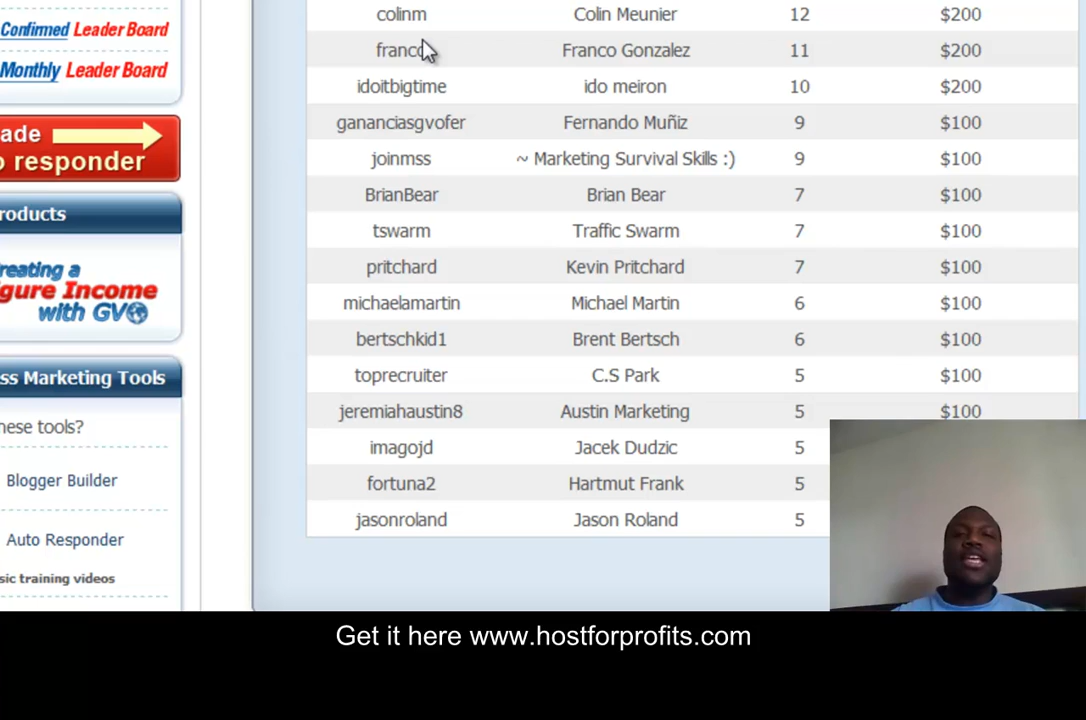 Confirmed Leader Board
Monthly Leader Board
ade
o responder
roducts
reating a
gure Income
with GVO
ss Marketing Tools
hese tools?
Blogger Builder
Auto Responder
sic training videos
colinm Colin Meunier 12 $200
franco Franco Gonzalez 11 $200
idoitbigtime ido meiron 10 $200
gananciasgvofer Fernando Muñiz 9 $100
joinmss ~ Marketing Survival Skills :) 9 $100
BrianBear Brian Bear 7 $100
tswarm Traffic Swarm 7 $100
pritchard Kevin Pritchard 7 $100
michaelamartin Michael Martin 6 $100
bertschkid1 Brent Bertsch 6 $100
toprecruiter C.S Park 5 $100
jeremiahaustin8 Austin Marketing 5 $100
imagojd Jacek Dudzic 5
fortuna2 Hartmut Frank 5
jasonroland Jason Roland 5
Get it here www.hostforprofits.com